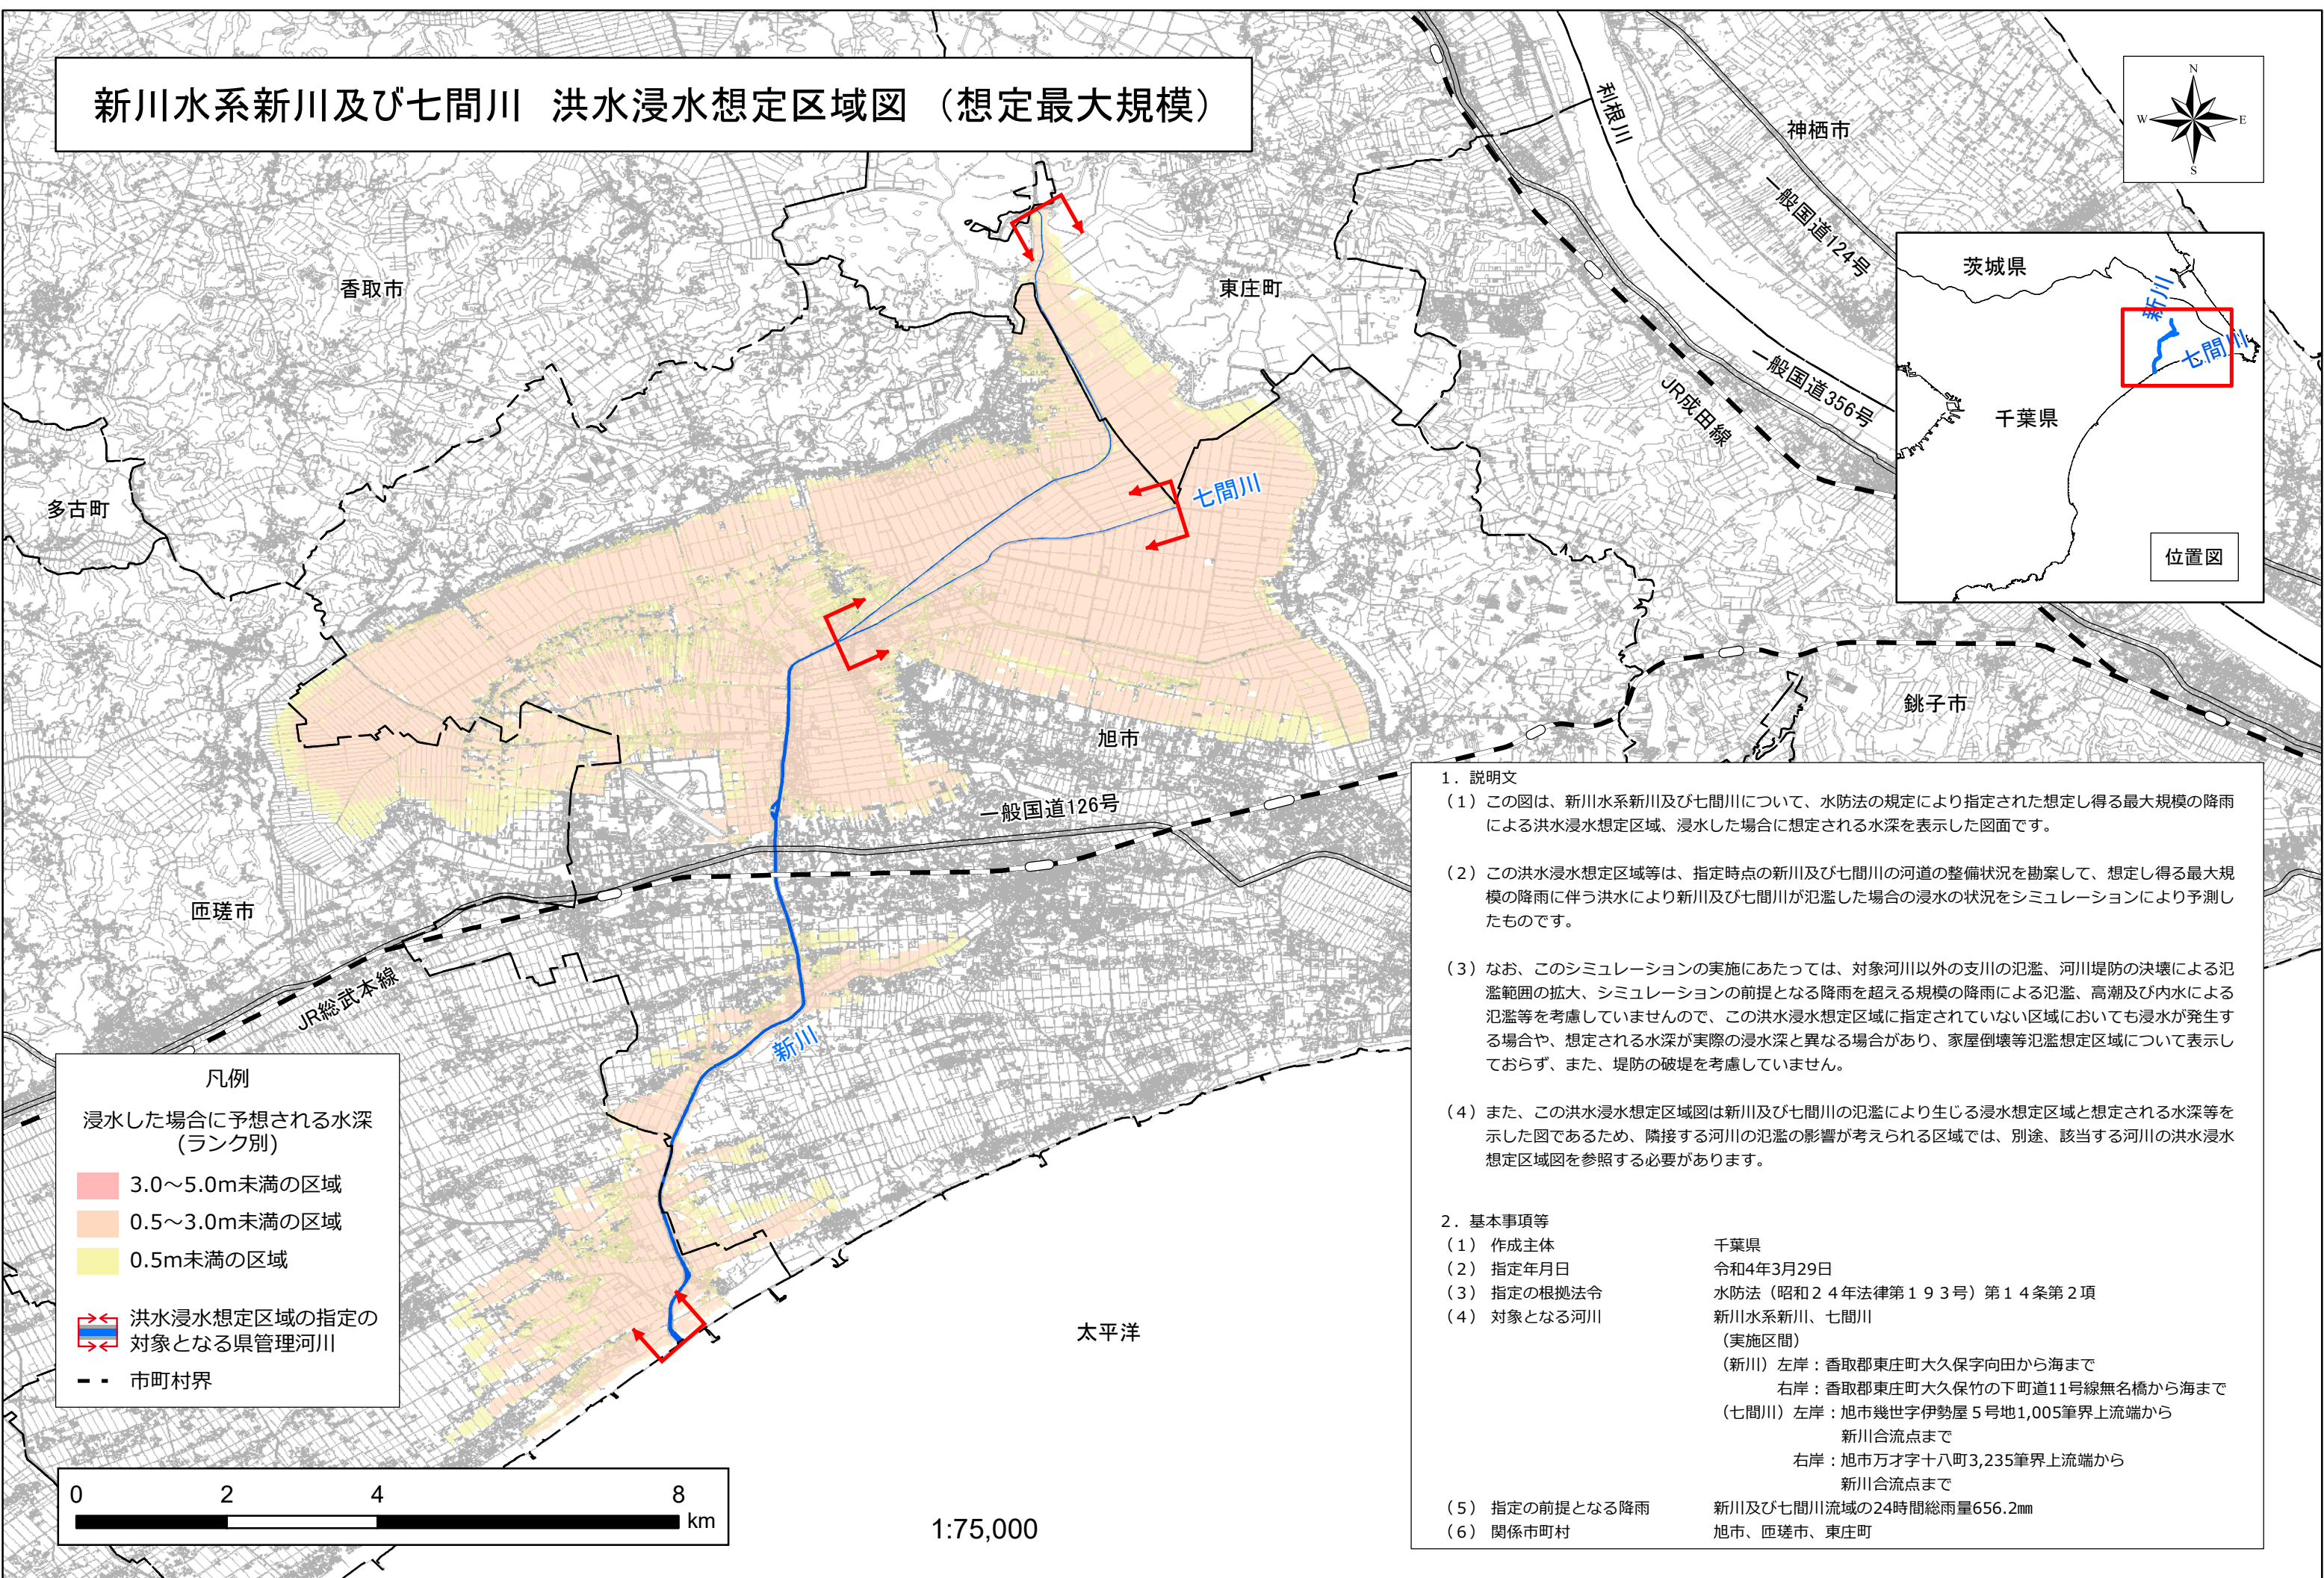 新川水系新川及び七間川 洪水浸水想定区域図 （想定最大規模）
N
W
E
S
利根川
神栖市
一般国道124号
香取市
東庄町
茨城県
新川
七間川
千葉県
位置図
一般国道356号
JR成田線
多古町
七間川
銚子市
旭市
一般国道126号
匝瑳市
JR総武本線
新川
太平洋
凡例
浸水した場合に予想される水深
(ランク別)
3.0～5.0m未満の区域
0.5～3.0m未満の区域
0.5m未満の区域
洪水浸水想定区域の指定の
対象となる県管理河川
市町村界
0 2 4 8
km
1:75,000
１．説明文
（１）この図は、新川水系新川及び七間川について、水防法の規定により指定された想定し得る最大規模の降雨
による洪水浸水想定区域、浸水した場合に想定される水深を表示した図面です。
（２）この洪水浸水想定区域等は、指定時点の新川及び七間川の河道の整備状況を勘案して、想定し得る最大規
模の降雨に伴う洪水により新川及び七間川が氾濫した場合の浸水の状況をシミュレーションにより予測し
たものです。
（３）なお、このシミュレーションの実施にあたっては、対象河川以外の支川の氾濫、河川堤防の決壊による氾
濫範囲の拡大、シミュレーションの前提となる降雨を超える規模の降雨による氾濫、高潮及び内水による
氾濫等を考慮していませんので、この洪水浸水想定区域に指定されていない区域においても浸水が発生す
る場合や、想定される水深が実際の浸水深と異なる場合があり、家屋倒壊等氾濫想定区域について表示し
ておらず、また、堤防の破堤を考慮していません。
（４）また、この洪水浸水想定区域図は新川及び七間川の氾濫により生じる浸水想定区域と想定される水深等を
示した図であるため、隣接する河川の氾濫の影響が考えられる区域では、別途、該当する河川の洪水浸水
想定区域図を参照する必要があります。
２．基本事項等
（１） 作成主体 千葉県
（２） 指定年月日 令和4年3月29日
（３） 指定の根拠法令 水防法（昭和２４年法律第１９３号）第１４条第２項
（４） 対象となる河川 新川水系新川、七間川
（実施区間）
（新川）左岸：香取郡東庄町大久保字向田から海まで
右岸：香取郡東庄町大久保竹の下町道11号線無名橋から海まで
（七間川）左岸：旭市幾世字伊勢屋５号地1,005筆界上流端から
新川合流点まで
右岸：旭市万才字十八町3,235筆界上流端から
新川合流点まで
（５） 指定の前提となる降雨 新川及び七間川流域の24時間総雨量656.2㎜
（６） 関係市町村 旭市、匝瑳市、東庄町